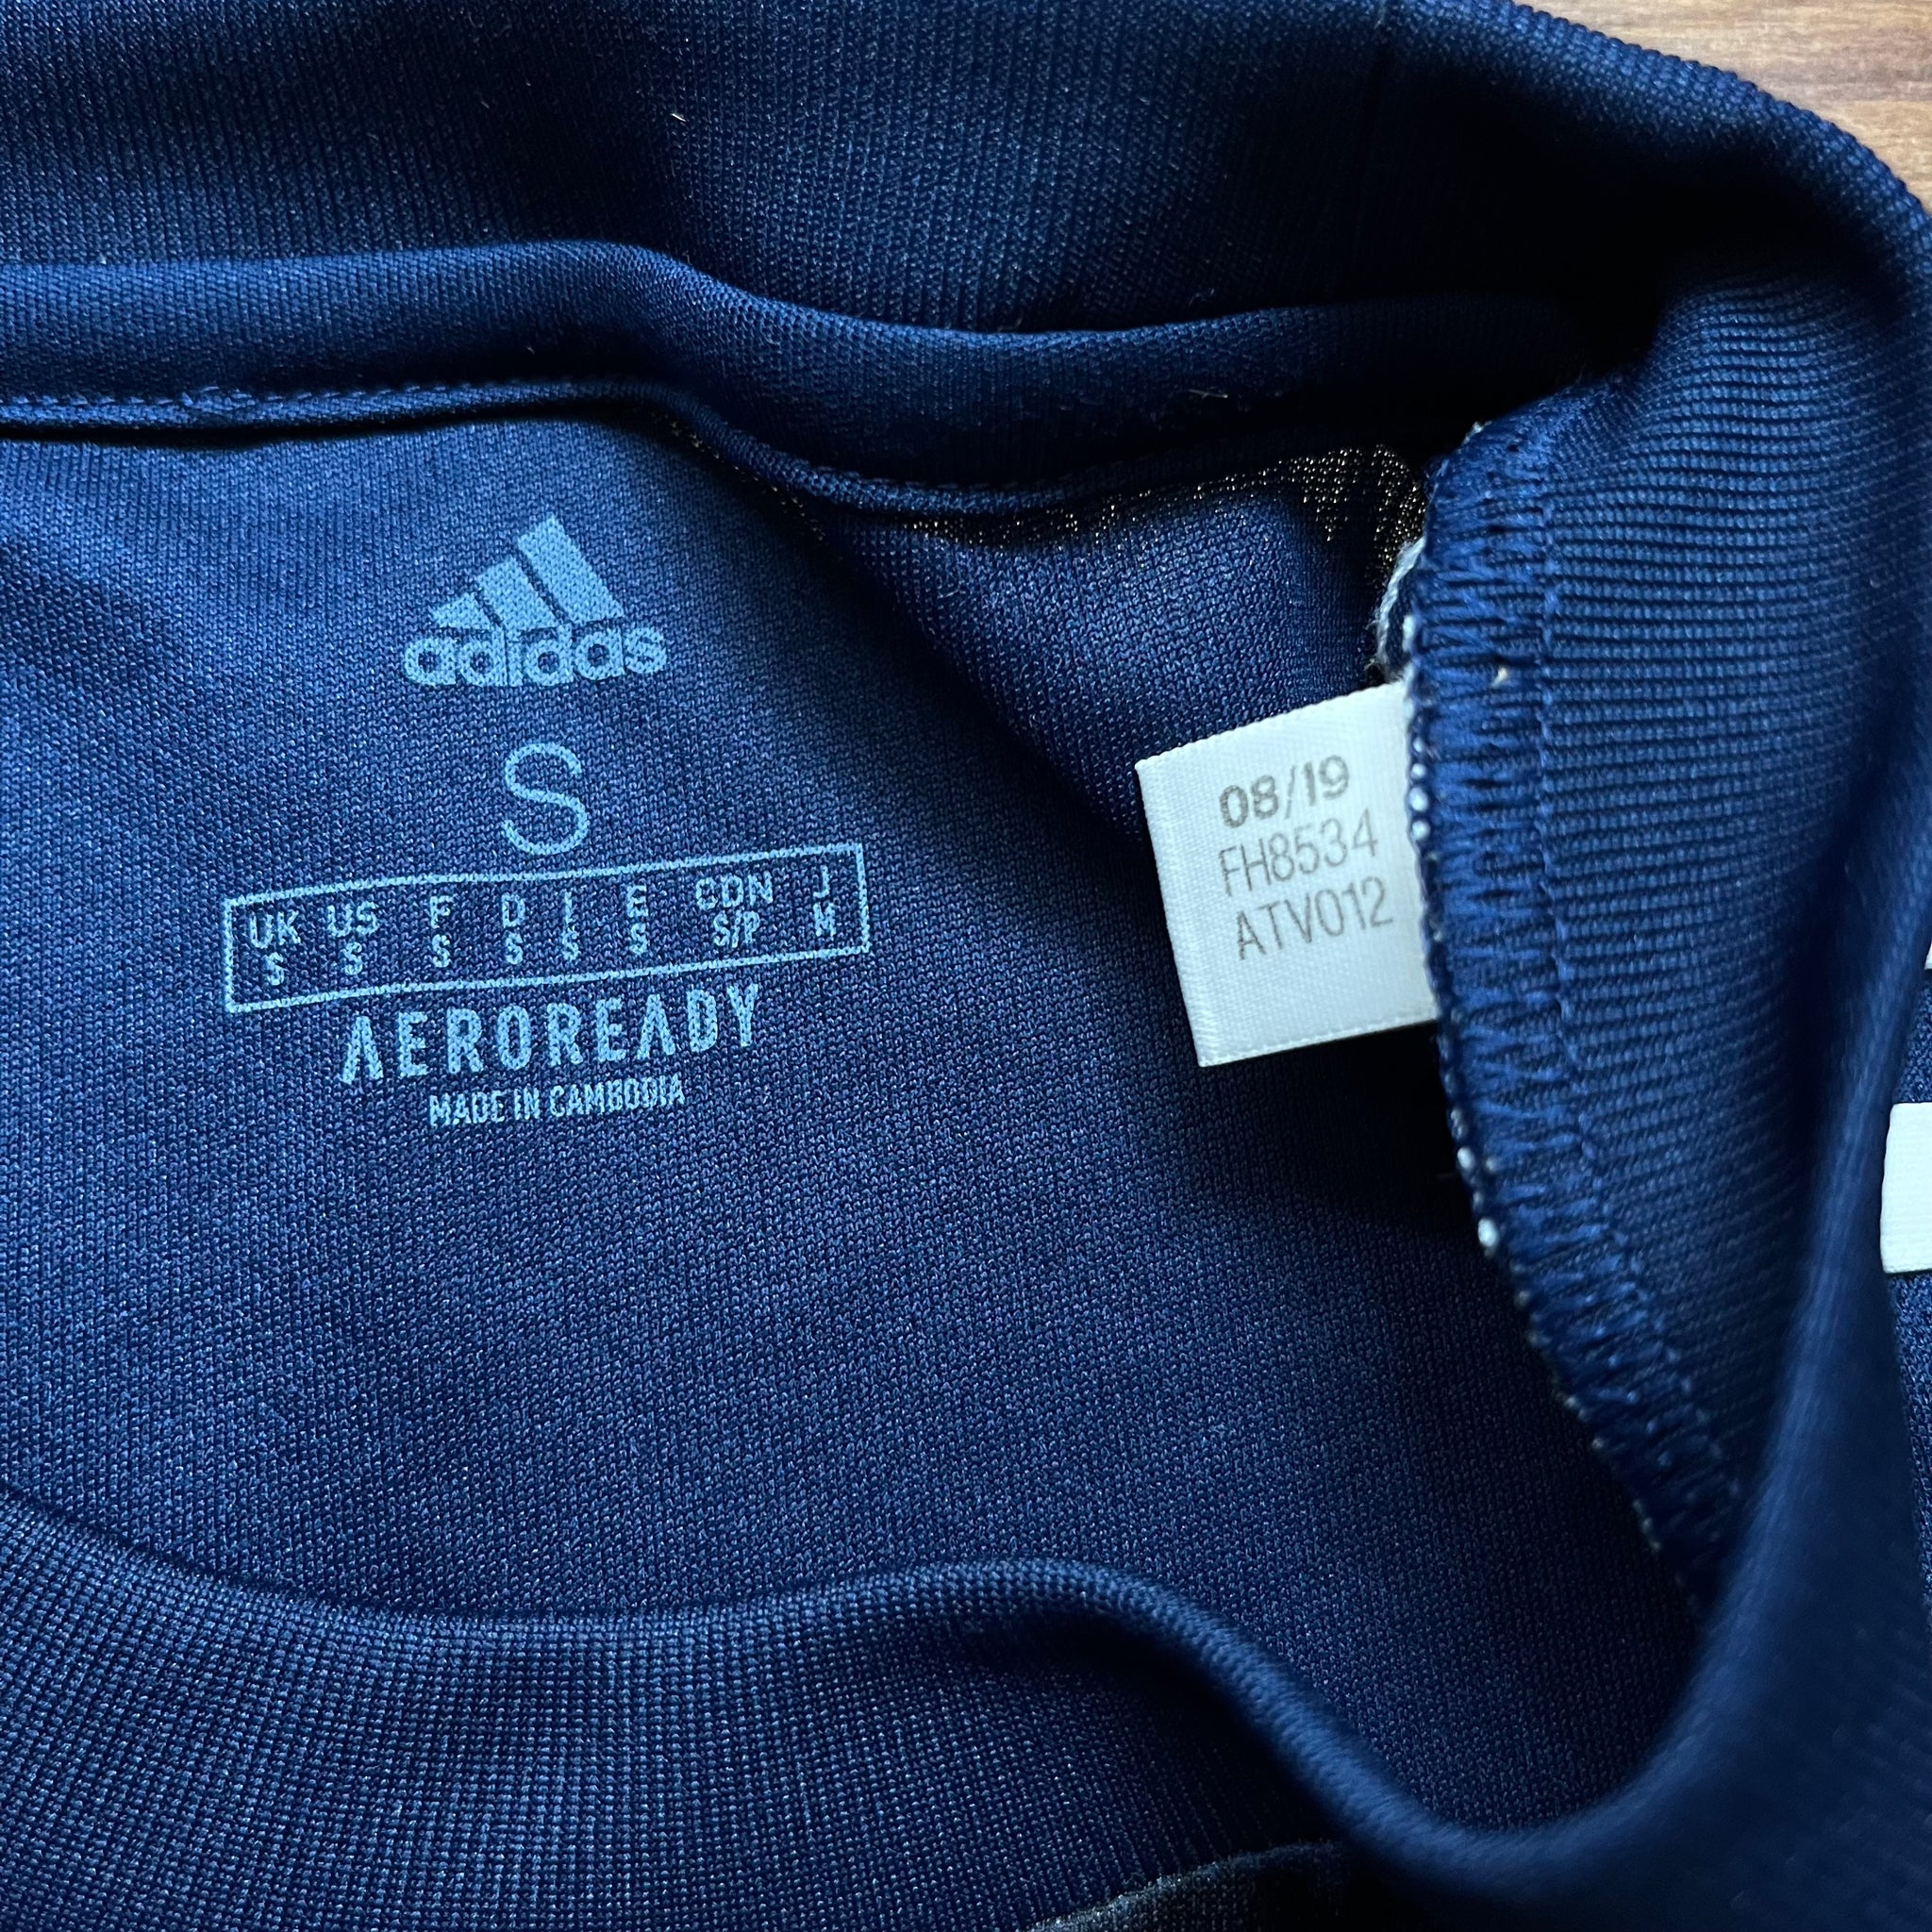 adidas
S
UK US F D I E CDN J
S S S S S S S/P M
AEROREADY
MADE IN CAMBODIA
08/19
FH8534
ATV012